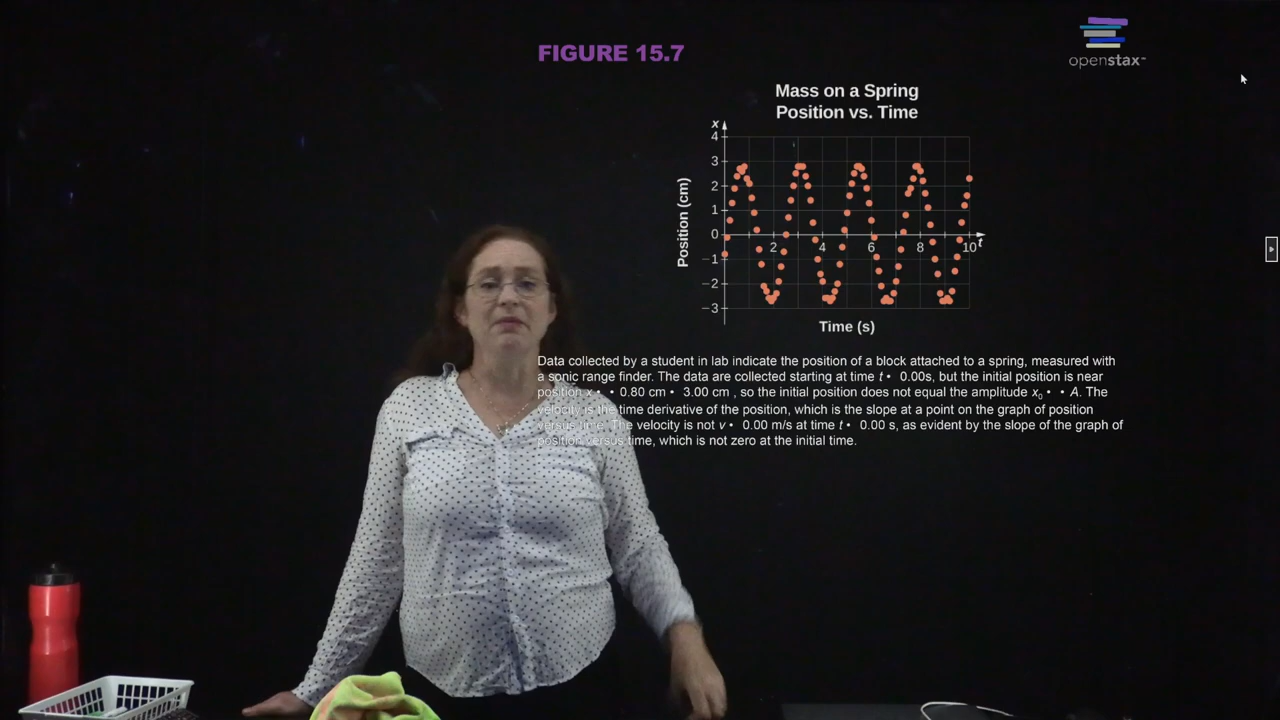 FIGURE 15.7
openstax™
Mass on a Spring
Position vs. Time
x
4
3
2
1
0
−1
−2
−3
2
4
6
8
10
t
Position (cm)
Time (s)
Data collected by a student in lab indicate the position of a block attached to a spring, measured with
a sonic range finder. The data are collected starting at time t • 0.00s, but the initial position is near
position x • • 0.80 cm • 3.00 cm , so the initial position does not equal the amplitude x₀ • • A. The
velocity is the time derivative of the position, which is the slope at a point on the graph of position
versus time. The velocity is not v • 0.00 m/s at time t • 0.00 s, as evident by the slope of the graph of
position versus time, which is not zero at the initial time.